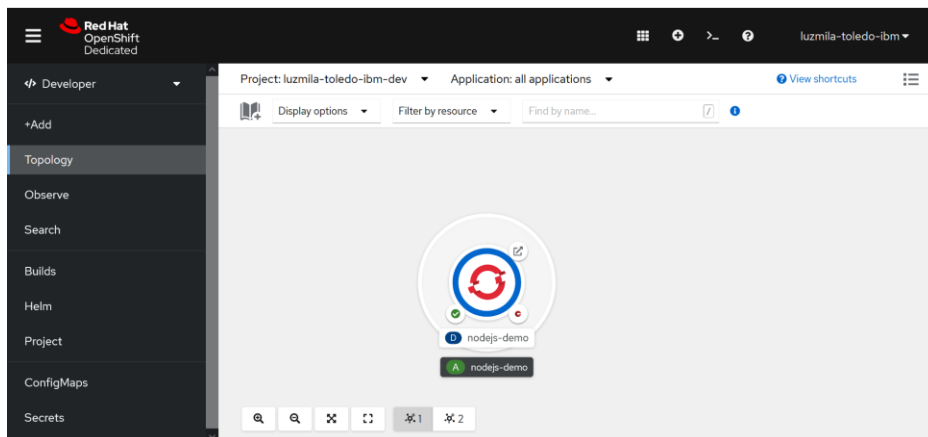 Red Hat
OpenShift
Dedicated
luzmila-toledo-ibm
Developer
+Add
Topology
Observe
Search
Builds
Helm
Project
ConfigMaps
Secrets
Project: luzmila-toledo-ibm-dev
Application: all applications
View shortcuts
Display options
Filter by resource
Find by name...
/
D nodejs-demo
A nodejs-demo
1
2